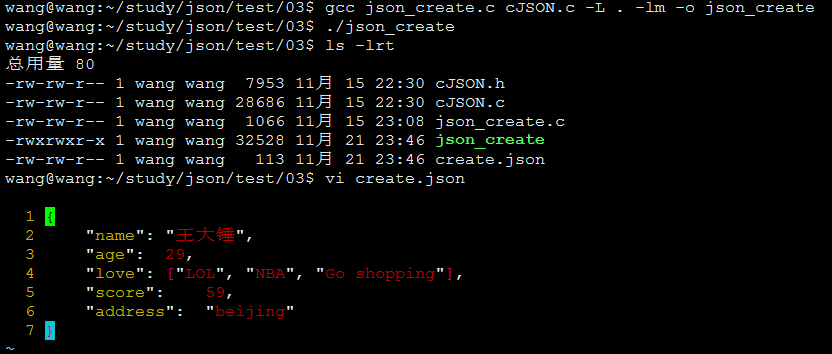 wang@wang:~/study/json/test/03$ gcc json_create.c cJSON.c -L . -lm -o json_create
wang@wang:~/study/json/test/03$ ./json_create
wang@wang:~/study/json/test/03$ ls -lrt
总用量 80
-rw-rw-r-- 1 wang wang  7953 11月 15 22:30 cJSON.h
-rw-rw-r-- 1 wang wang 28686 11月 15 22:30 cJSON.c
-rw-rw-r-- 1 wang wang  1066 11月 15 23:08 json_create.c
-rwxrwxr-x 1 wang wang 32528 11月 21 23:46 json_create
-rw-rw-r-- 1 wang wang   113 11月 21 23:46 create.json
wang@wang:~/study/json/test/03$ vi create.json
1 {
2     "name": "王大锤",
3     "age":  29,
4     "love": ["LOL", "NBA", "Go shopping"],
5     "score":    59,
6     "address":  "beijing"
7 }
~